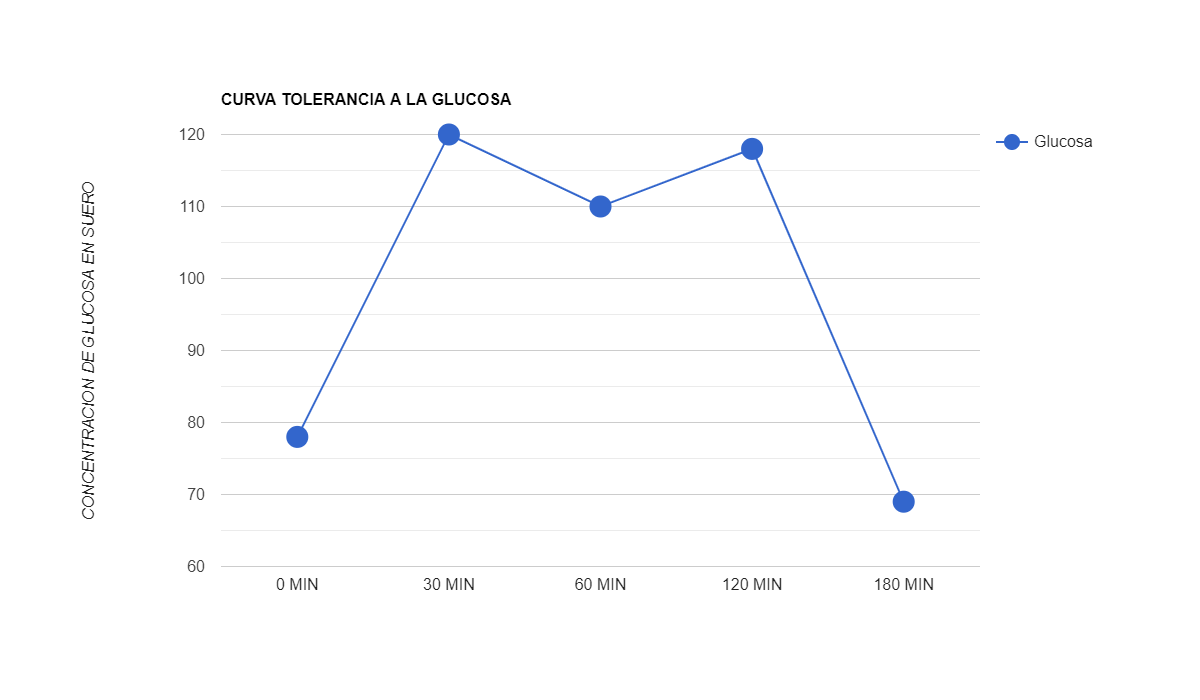 CURVA TOLERANCIA A LA GLUCOSA
Glucosa
CONCENTRACION DE GLUCOSA EN SUERO
120
110
100
90
80
70
60
0 MIN
30 MIN
60 MIN
120 MIN
180 MIN